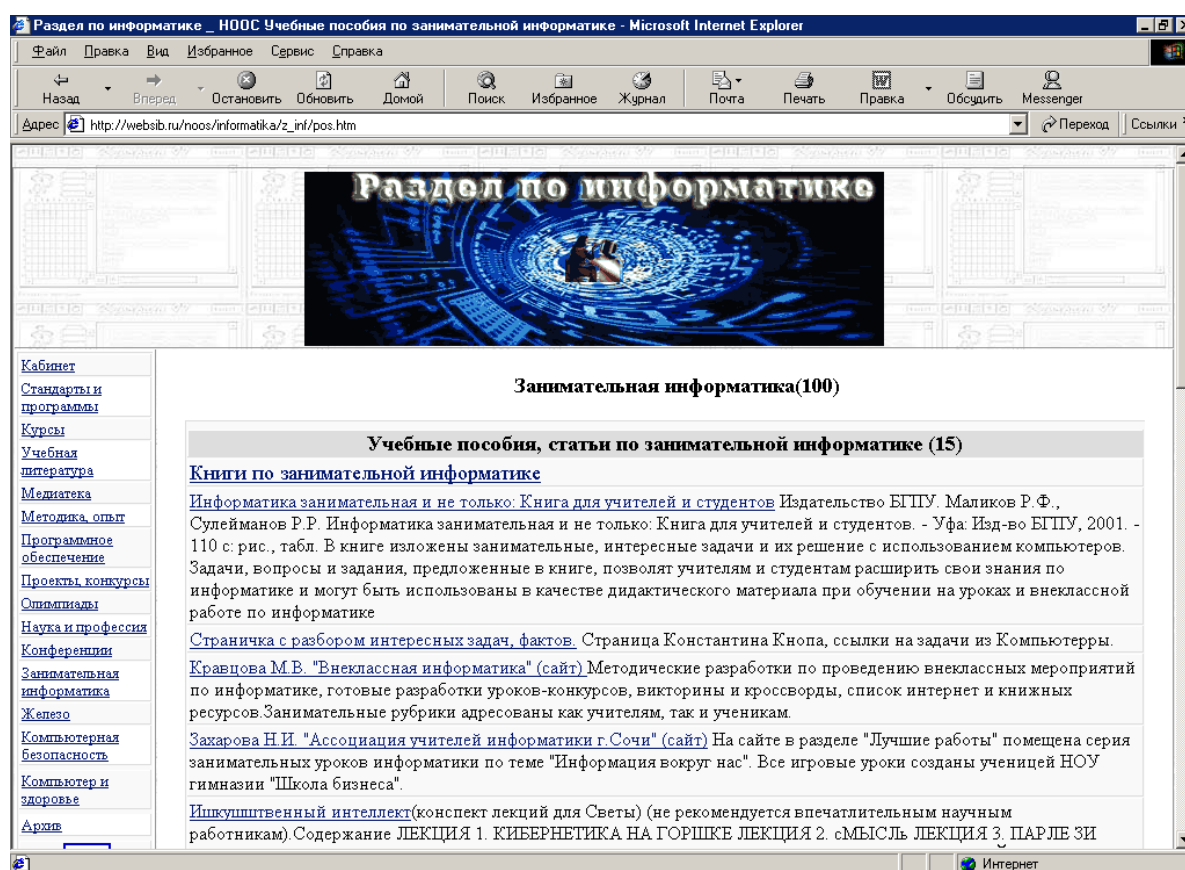 Раздел по информатике _ НООС Учебные пособия по занимательной информатике - Microsoft Internet Explorer
Файл Правка Вид Избранное Сервис Справка
Назад Вперед Остановить Обновить Домой Поиск Избранное Журнал Почта Печать Правка Обсудить Messenger
Адрес http://websib.ru/noos/informatika/z_inf/pos.htm Переход Ссылки
Раздел по информатике
Кабинет
Стандарты и
программы
Курсы
Учебная
литература
Медиатека
Методика, опыт
Программное
обеспечение
Проекты, конкурсы
Олимпиады
Наука и профессия
Конференции
Занимательная
информатика
Железо
Компьютерная
безопасность
Компьютер и
здоровье
Архив
Занимательная информатика(100)
Учебные пособия, статьи по занимательной информатике (15)
Книги по занимательной информатике
Информатика занимательная и не только: Книга для учителей и студентов Издательство БГПУ. Маликов Р.Ф.,
Сулейманов Р.Р. Информатика занимательная и не только: Книга для учителей и студентов. - Уфа: Изд-во БГПУ, 2001. -
110 с: рис., табл. В книге изложены занимательные, интересные задачи и их решение с использованием компьютеров.
Задачи, вопросы и задания, предложенные в книге, позволят учителям и студентам расширить свои знания по
информатике и могут быть использованы в качестве дидактического материала при обучении на уроках и внеклассной
работе по информатике
Страничка с разбором интересных задач, фактов. Страница Константина Кнопа, ссылки на задачи из Компьютерры.
Кравцова М.В. "Внеклассная информатика" (сайт) Методические разработки по проведению внеклассных мероприятий
по информатике, готовые разработки уроков-конкурсов, викторины и кроссворды, список интернет и книжных
ресурсов.Занимательные рубрики адресованы как учителям, так и ученикам.
Захарова Н.И. "Ассоциация учителей информатики г.Сочи" (сайт) На сайте в разделе "Лучшие работы" помещена серия
занимательных уроков информатики по теме "Информация вокруг нас". Все игровые уроки созданы ученицей НОУ
гимназии "Школа бизнеса".
Ишкушштвенный интеллект(конспект лекций для Светы) (не рекомендуется впечатлительным научным
работникам).Содержание ЛЕКЦИЯ 1. КИБЕРНЕТИКА НА ГОРШКЕ ЛЕКЦИЯ 2. сМЫСЛь ЛЕКЦИЯ 3. ПАРЛЕ ЗИ
Интернет